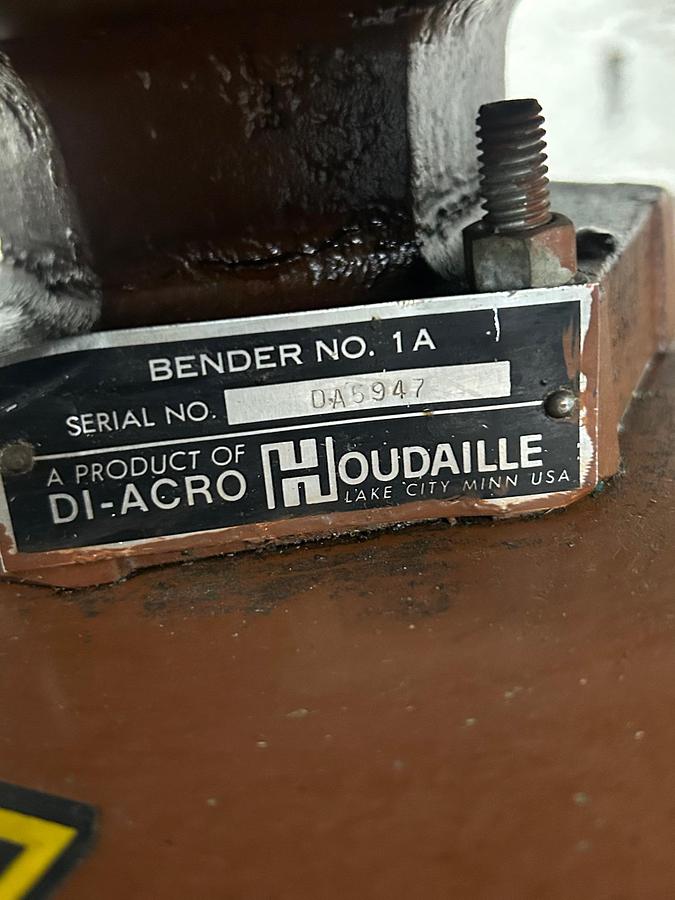 BENDER NO. 1A
SERIAL NO. DA5947
A PRODUCT OF
DI-ACRO HOUDAILLE
LAKE CITY MINN USA